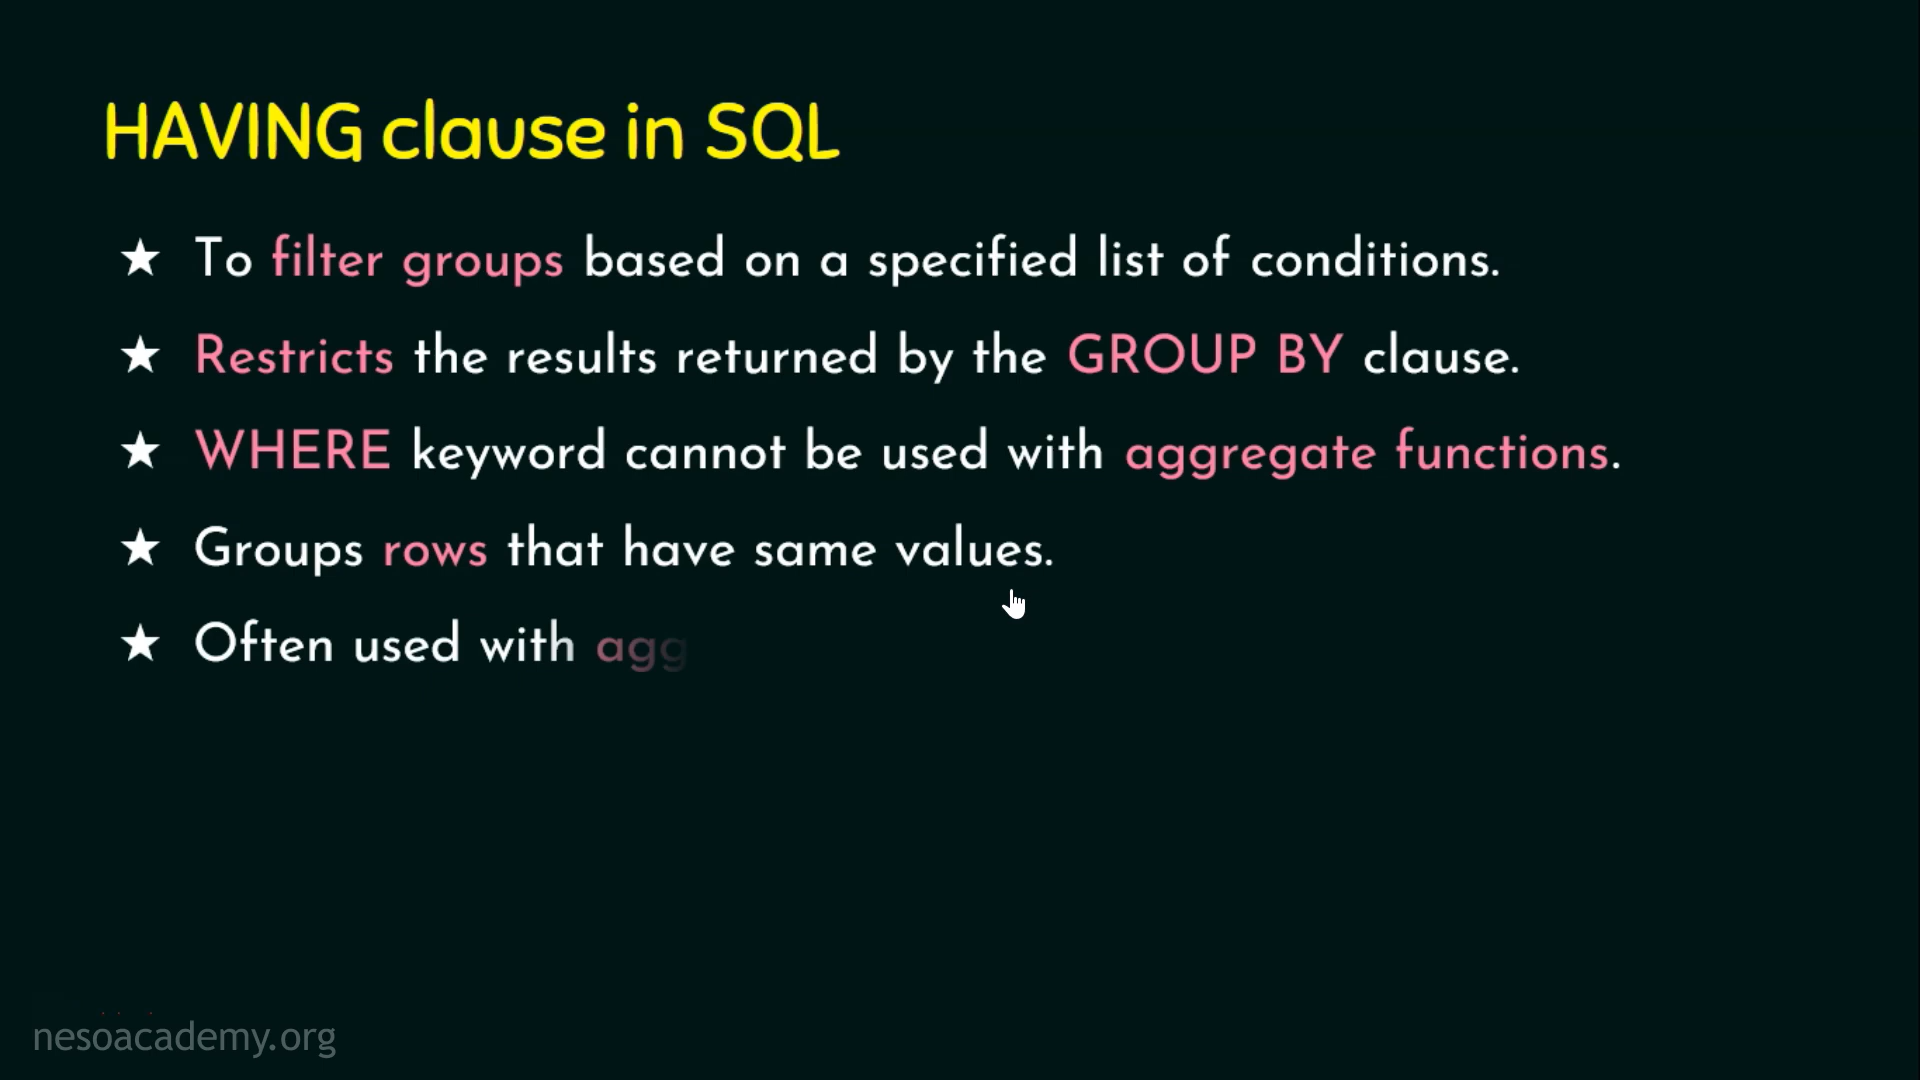 HAVING clause in SQL
★ To filter groups based on a specified list of conditions.
★ Restricts the results returned by the GROUP BY clause.
★ WHERE keyword cannot be used with aggregate functions.
★ Groups rows that have same values.
★ Often used with agg
nesoacademy.org